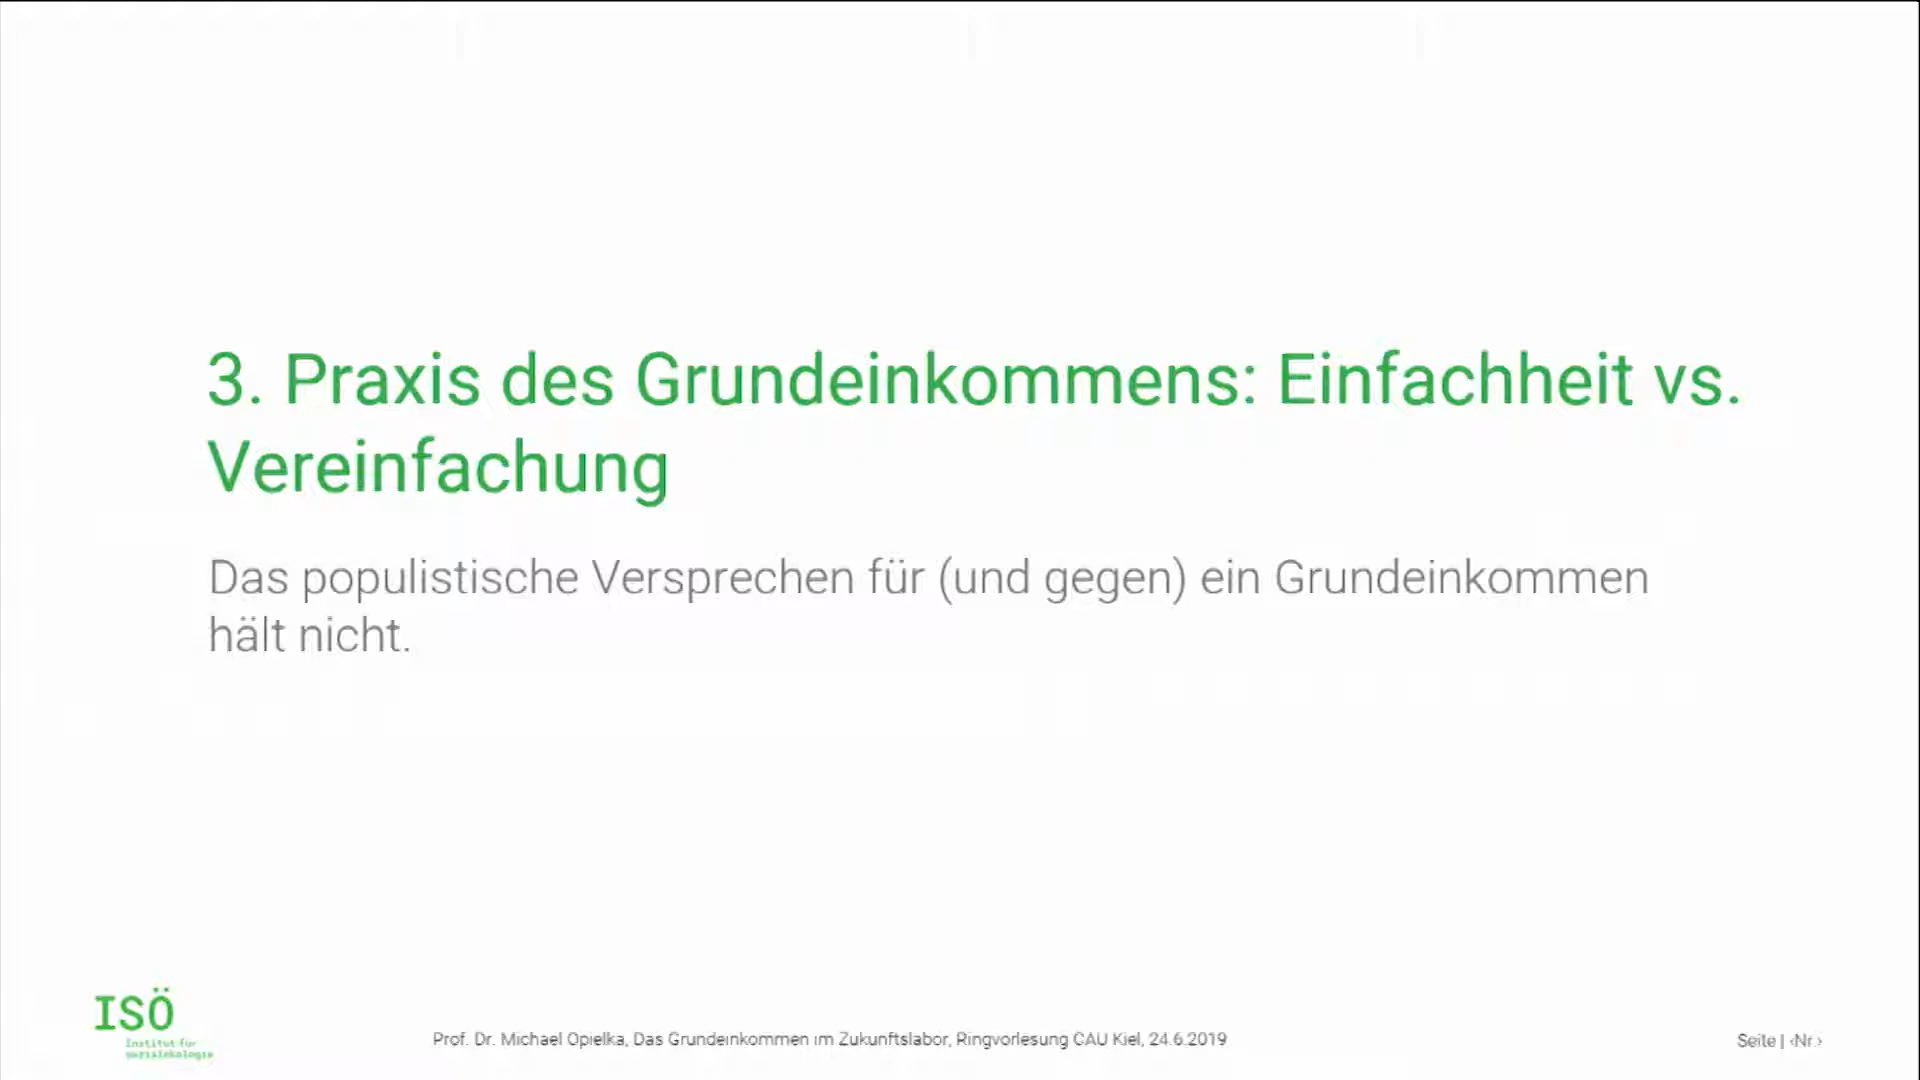 3. Praxis des Grundeinkommens: Einfachheit vs.
Vereinfachung
Das populistische Versprechen für (und gegen) ein Grundeinkommen
hält nicht.
ISÖ
Institut für
Sozialökologie
Prof. Dr. Michael Opielka, Das Grundeinkommen im Zukunftslabor, Ringvorlesung CAU Kiel, 24.6.2019
Seite | ‹Nr.›